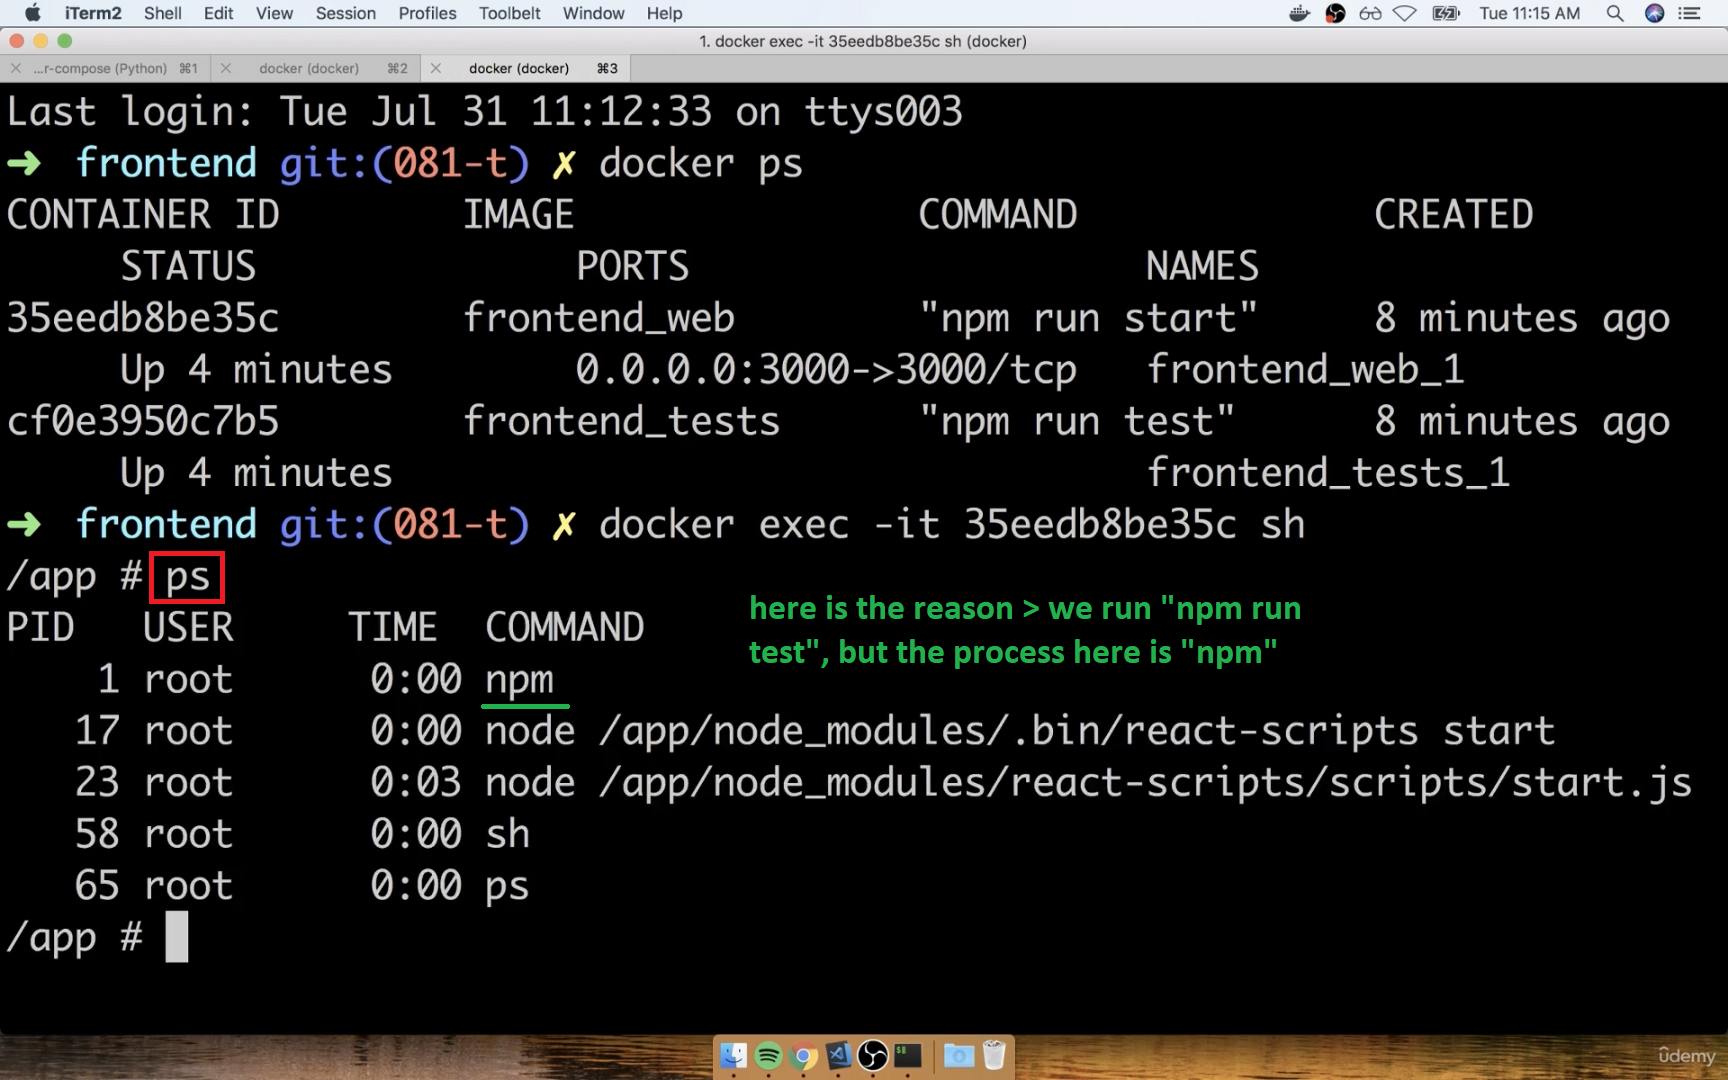 iTerm2 Shell Edit View Session Profiles Toolbelt Window Help Tue 11:15 AM
1. docker exec -it 35eedb8be35c sh (docker)
...r-compose (Python) ⌘1 docker (docker) ⌘2 docker (docker) ⌘3
Last login: Tue Jul 31 11:12:33 on ttys003
➜ frontend git:(081-t) ✗ docker ps
CONTAINER ID IMAGE COMMAND CREATED
STATUS PORTS NAMES
35eedb8be35c frontend_web "npm run start" 8 minutes ago
Up 4 minutes 0.0.0.0:3000->3000/tcp frontend_web_1
cf0e3950c7b5 frontend_tests "npm run test" 8 minutes ago
Up 4 minutes frontend_tests_1
➜ frontend git:(081-t) ✗ docker exec -it 35eedb8be35c sh
/app # ps
PID USER TIME COMMAND
1 root 0:00 npm
17 root 0:00 node /app/node_modules/.bin/react-scripts start
23 root 0:03 node /app/node_modules/react-scripts/scripts/start.js
58 root 0:00 sh
65 root 0:00 ps
/app #
here is the reason > we run "npm run
test", but the process here is "npm"
ûdemy